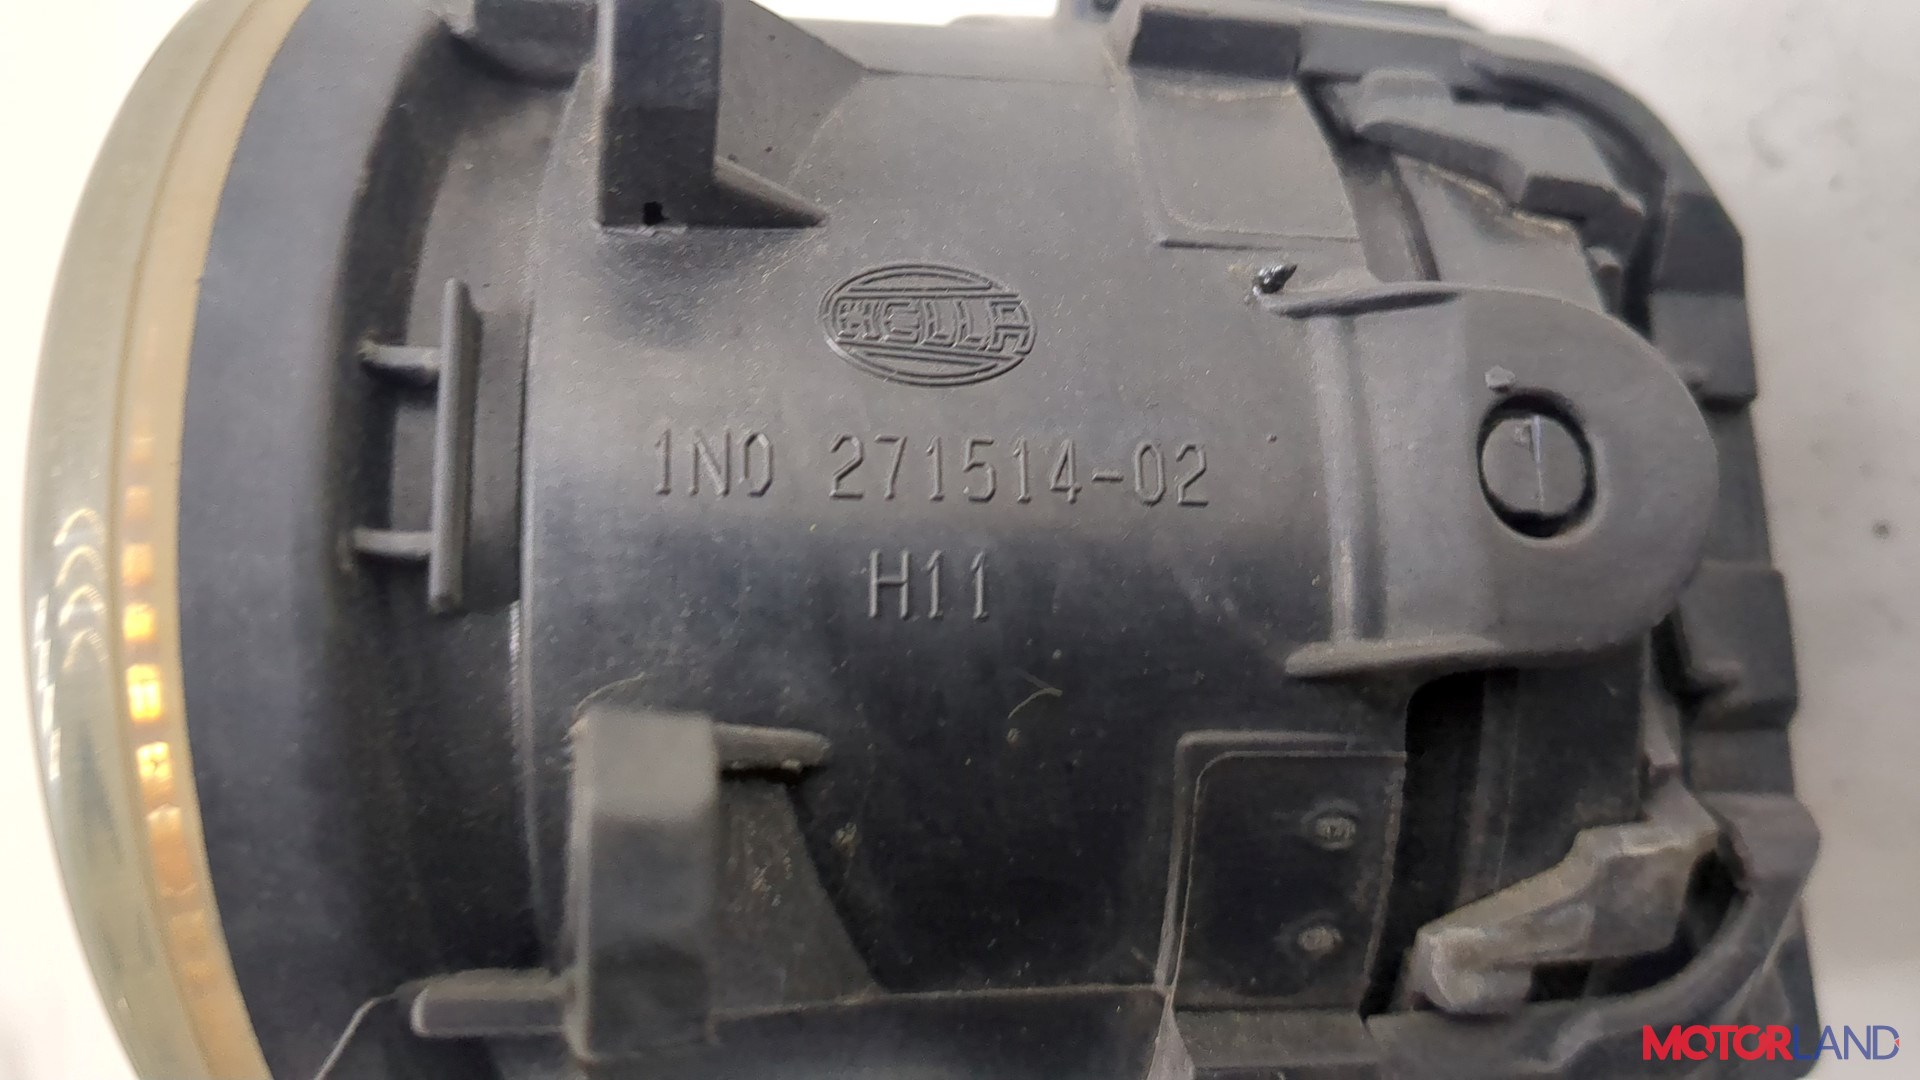 HELLA
1N0 271514-02
H11
MOTORLAND